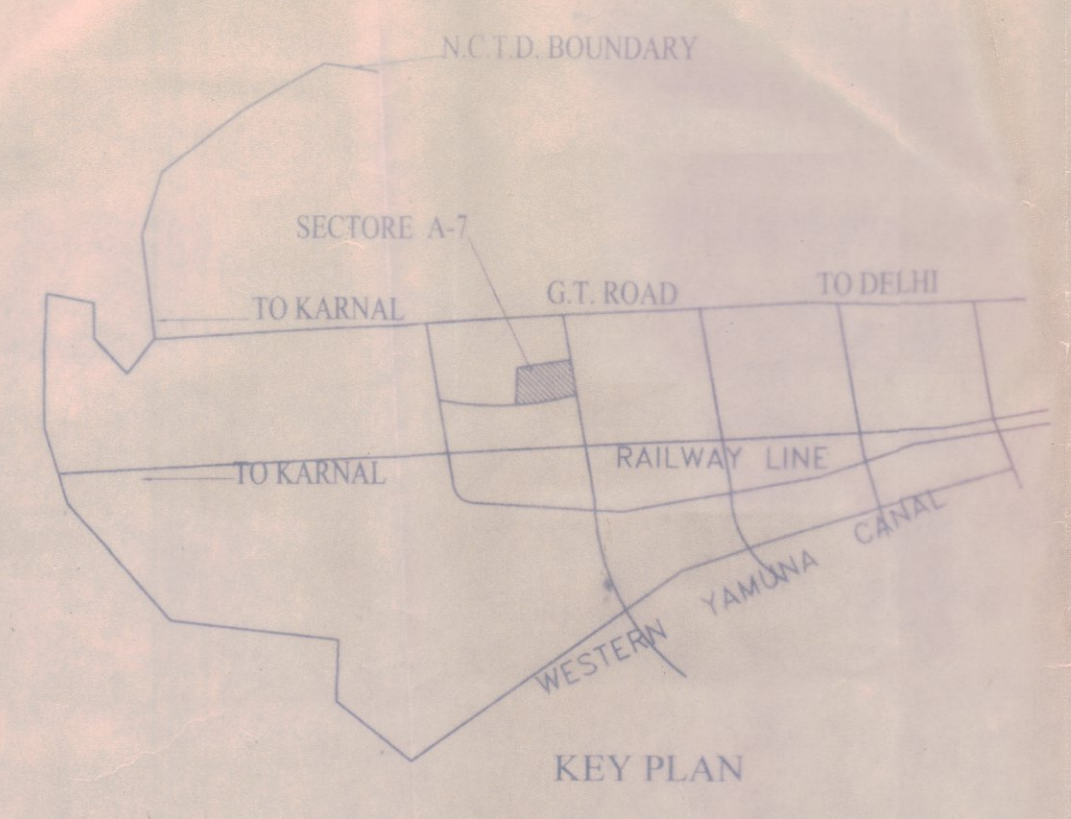 N.C.T.D. BOUNDARY
SECTORE A-7
TO KARNAL
G.T. ROAD
TO DELHI
TO KARNAL
RAILWAY LINE
WESTERN YAMUNA CANAL
KEY PLAN